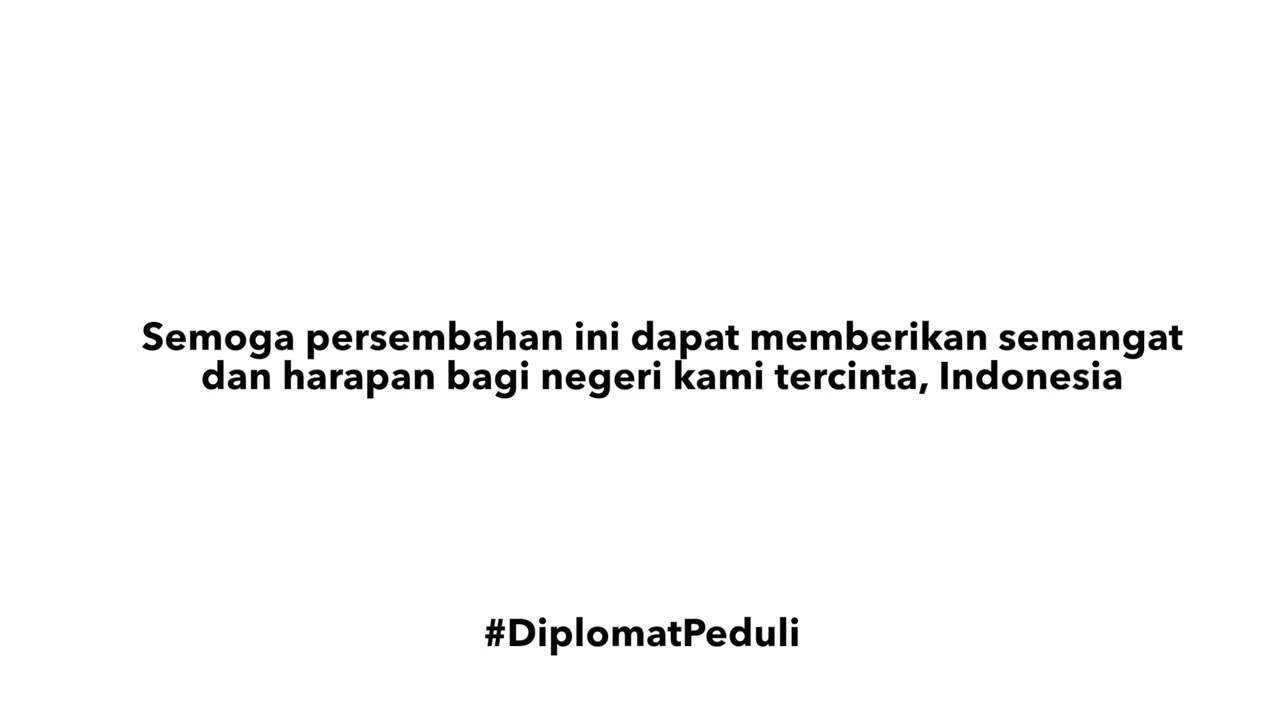 Semoga persembahan ini dapat memberikan semangat
dan harapan bagi negeri kami tercinta, Indonesia
#DiplomatPeduli